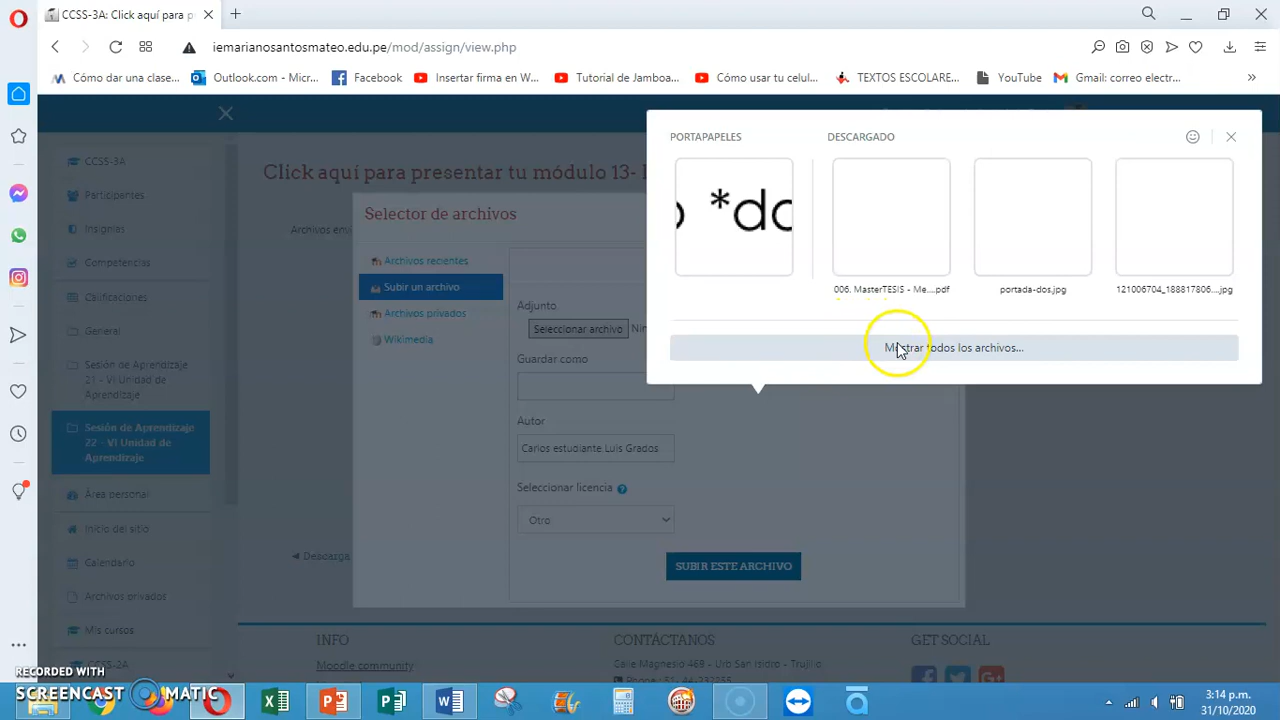 CCSS-3A: Click aquí para p
iemarianosantosmateo.edu.pe/mod/assign/view.php
Cómo dar una clase...
Outlook.com - Micr...
Facebook
Insertar firma en W...
Tutorial de Jamboa...
Cómo usar tu celul...
TEXTOS ESCOLARE...
YouTube
Gmail: correo electr...
PORTAPAPELES
DESCARGADO
*do
006. MasterTESIS - Me....pdf
portada-dos.jpg
121006704_188817806...jpg
Mostrar todos los archivos...
CCSS-3A
Participantes
Insignias
Competencias
Calificaciones
General
Sesión de Aprendizaje
21 - VI Unidad de
Aprendizaje
Sesión de Aprendizaje
22 - VI Unidad de
Aprendizaje
Área personal
Inicio del sitio
Calendario
Archivos privados
Mis cursos
CCSS-2A
Click aquí para presentar tu módulo 13-
Archivos env
Selector de archivos
Archivos recientes
Subir un archivo
Archivos privados
Wikimedia
Adjunto
Seleccionar archivo
Nin
Guardar como
Autor
Carlos estudiante Luis Grados
Seleccionar licencia
Otro
SUBIR ESTE ARCHIVO
Descarga
INFO
Moodle community
CONTÁCTANOS
Calle Magnesio 469 - Urb San Isidro - Trujillo
GET SOCIAL
RECORDED WITH
SCREENCAST MATIC
3:14 p.m.
31/10/2020